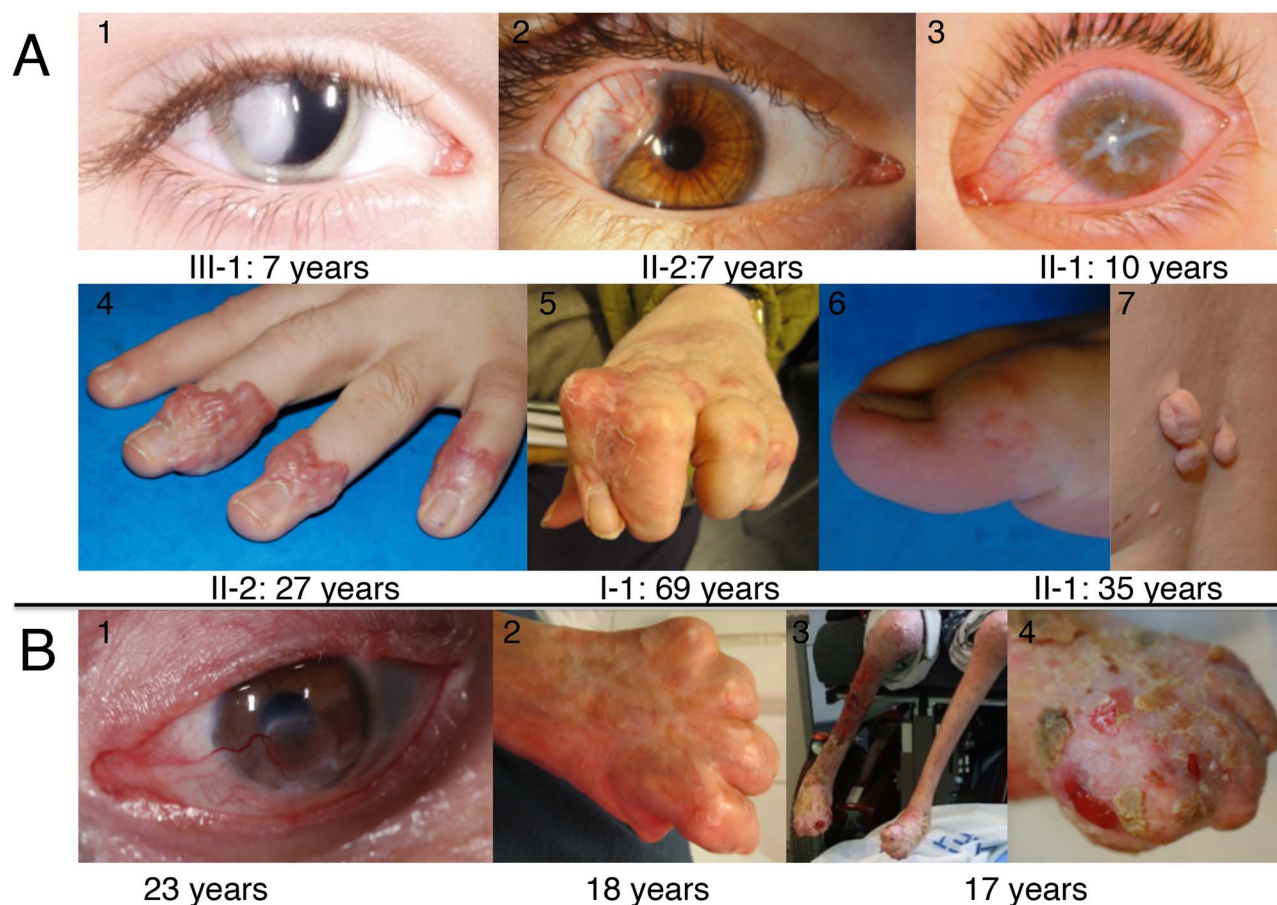 A
1
2
3
III-1: 7 years
II-2:7 years
II-1: 10 years
4
5
6
7
II-2: 27 years
I-1: 69 years
II-1: 35 years
B
1
2
3
4
23 years
18 years
17 years